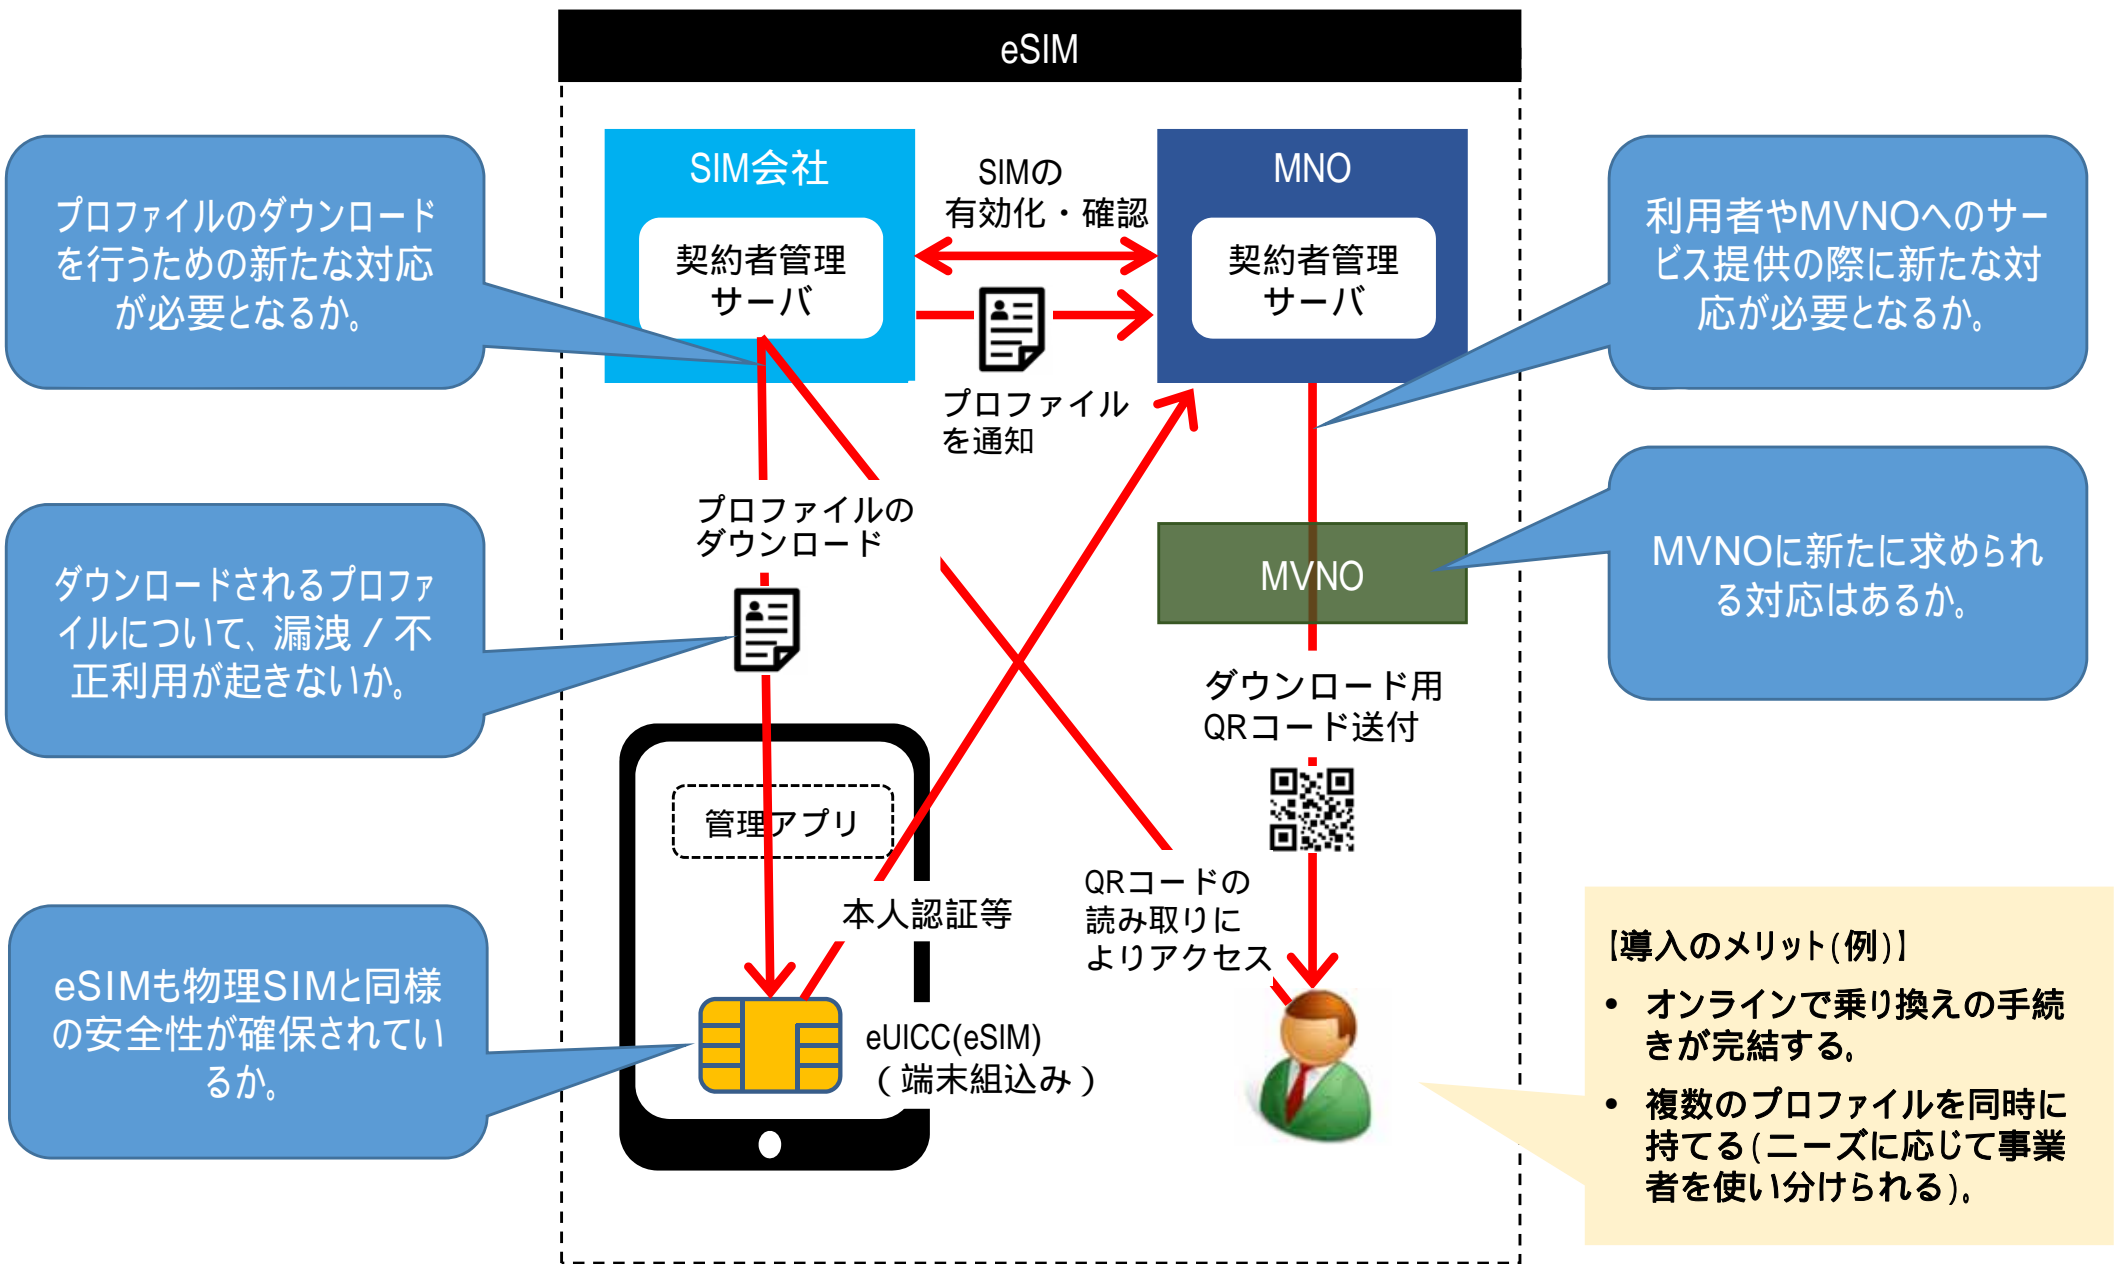 eSIM
SIM会社
契約者管理
サーバ
SIMの
有効化・確認
MNO
契約者管理
サーバ
プロファイル
を通知
プロファイルのダウンロード
を行うための新たな対応
が必要となるか。
利用者やMVNOへのサー
ビス提供の際に新たな対
応が必要となるか。
プロファイルの
ダウンロード
MVNO
MVNOに新たに求められ
る対応はあるか。
ダウンロードされるプロファ
イルについて、漏洩／不
正利用が起きないか。
ダウンロード用
QRコード送付
管理アプリ
本人認証等
QRコードの
読み取りに
よりアクセス
eSIMも物理SIMと同様
の安全性が確保されてい
るか。
eUICC(eSIM)
（端末組込み）
【導入のメリット(例)】
• オンラインで乗り換えの手続
きが完結する。
• 複数のプロファイルを同時に
持てる(ニーズに応じて事業
者を使い分けられる)。